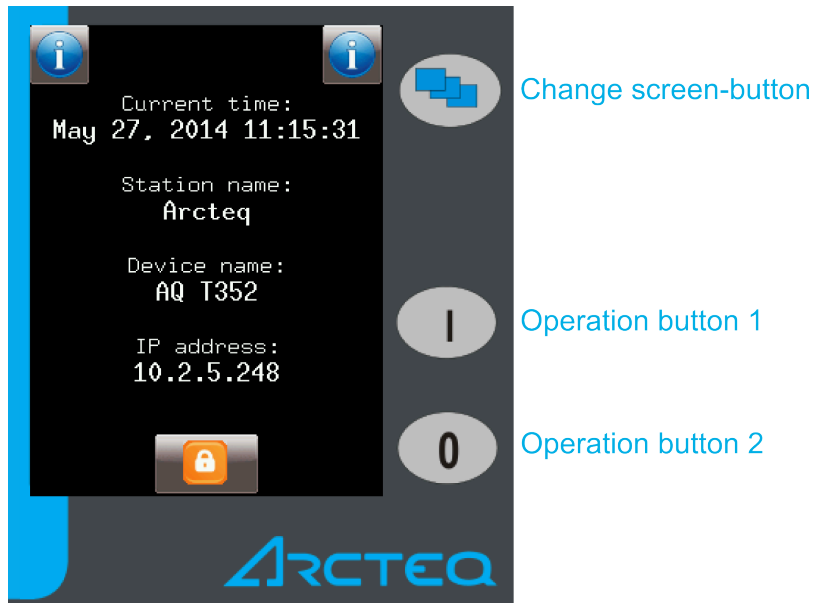 i
i
Current time:
May 27, 2014 11:15:31
Change screen-button
Station name:
Arcteq
Device name:
AQ T352
IP address:
10.2.5.248
I
Operation button 1
0
Operation button 2
ARCTEQ